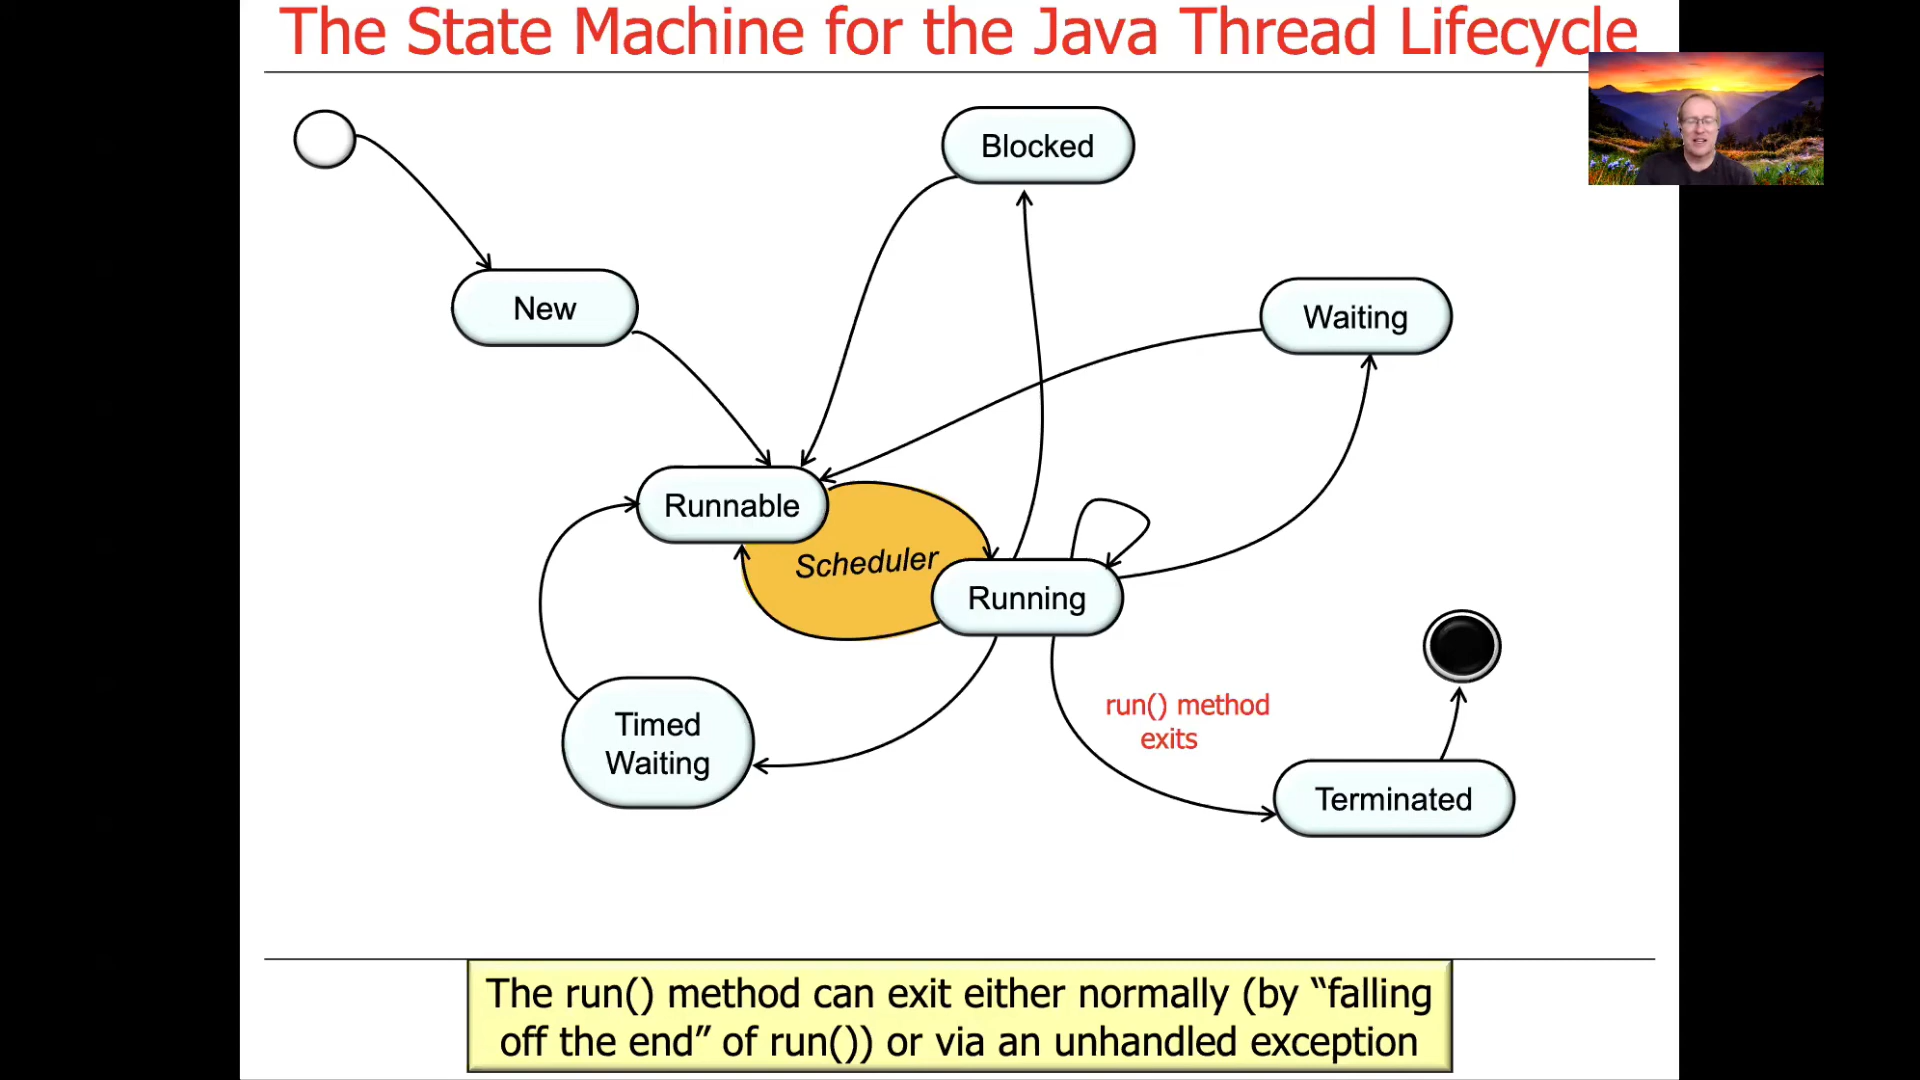 The State Machine for the Java Thread Lifecycle
Blocked
New
Waiting
Runnable
Scheduler
Running
Timed
Waiting
run() method
exits
Terminated
The run() method can exit either normally (by “falling
off the end” of run()) or via an unhandled exception